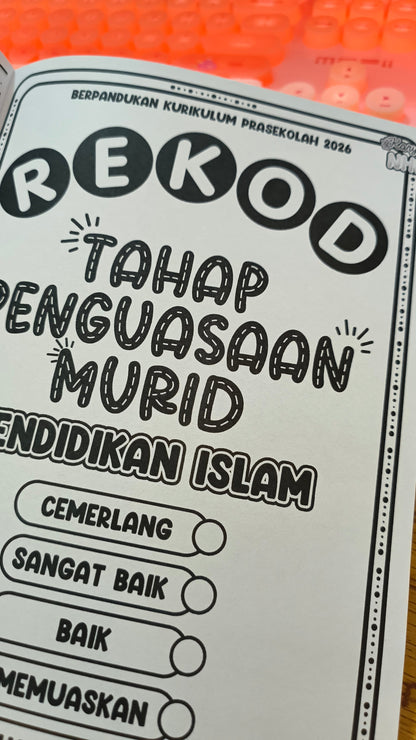 BERPANDUKAN KURIKULUM PRASEKOLAH 2026
REKOD
TAHAP
PENGUASAAN
MURID
ENDIDIKAN ISLAM
CEMERLANG
SANGAT BAIK
BAIK
MEMUASKAN